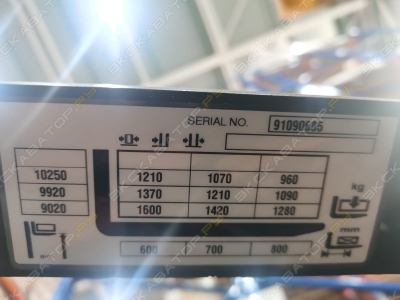 SERIAL NO. 91090685
10250 1210 1070 960
9920 1370 1210 1090
9020 1600 1420 1280
kg
mm
600 700 800